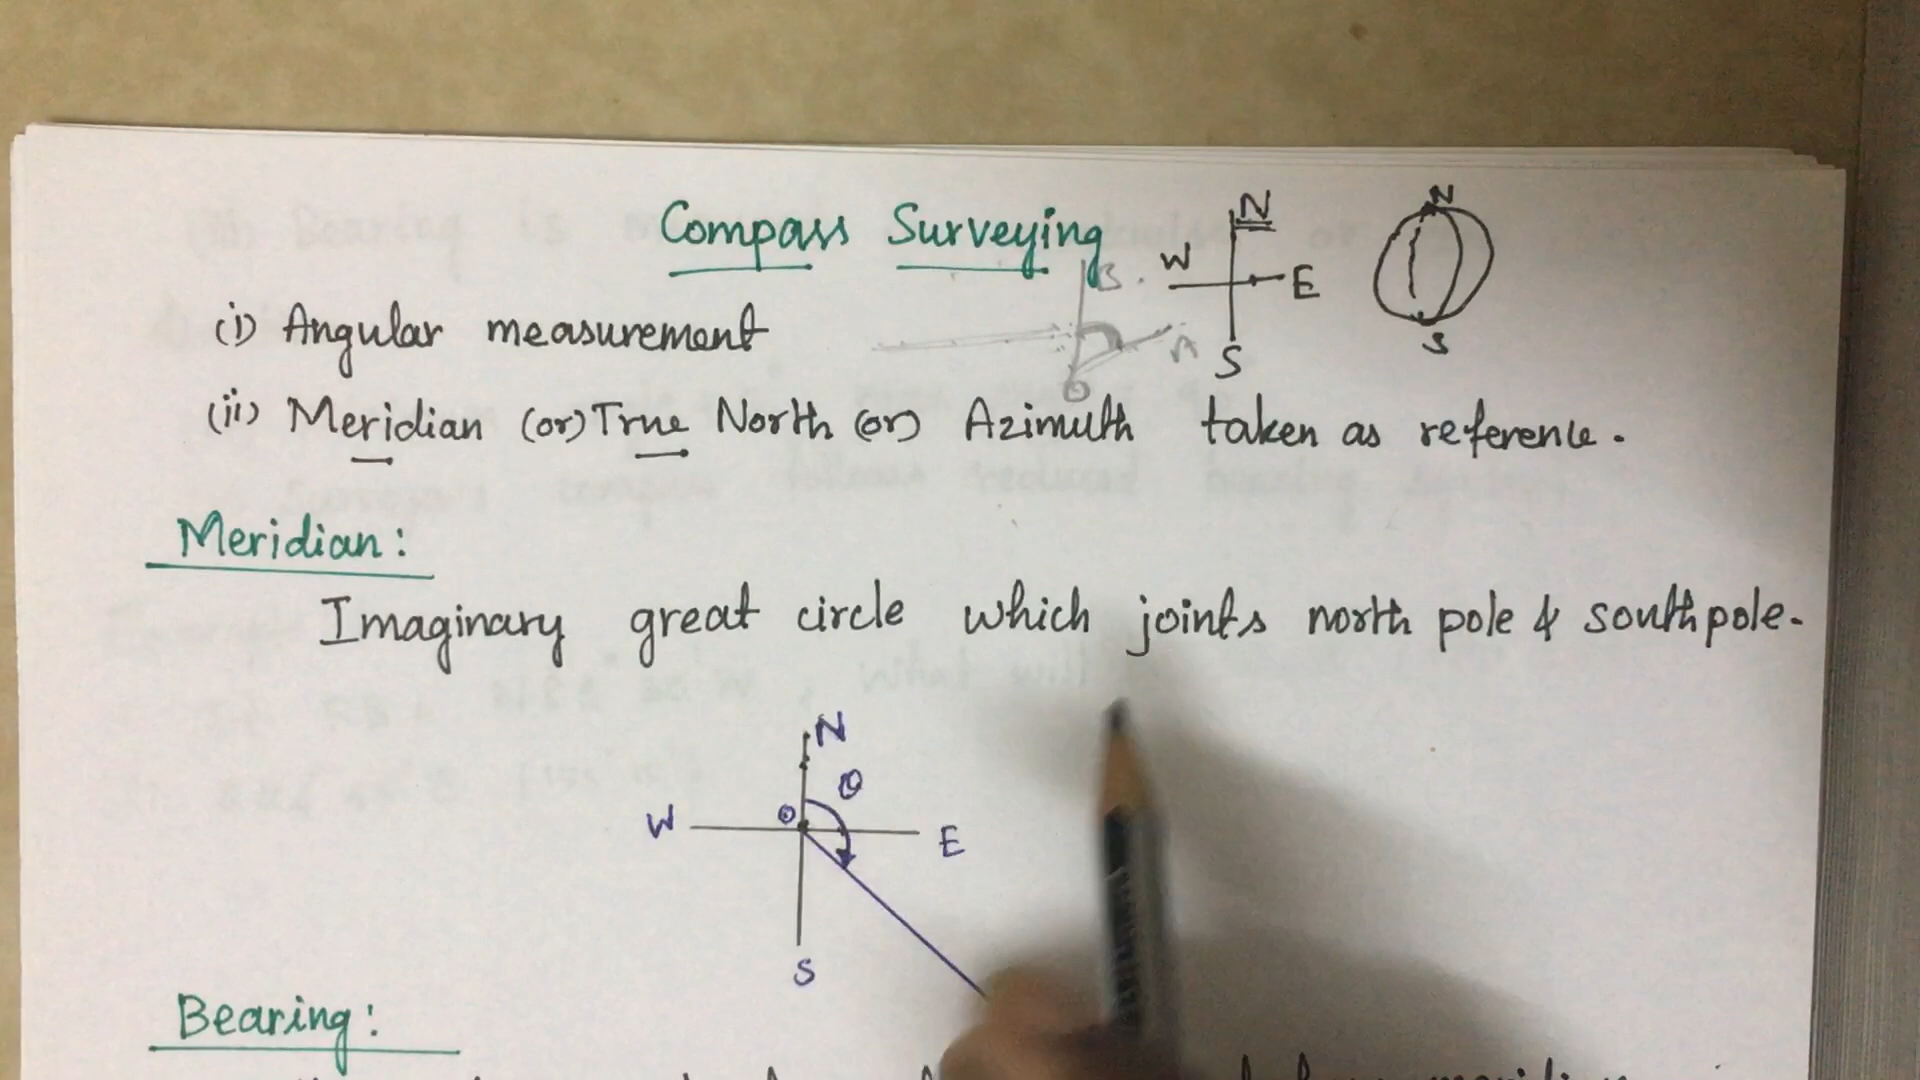 Compass Surveying
N
W E
S
N
S
B.
A
O
(i) Angular measurement
(ii) Meridian (or) True North (or) Azimuth taken as reference.
Meridian:
Imaginary great circle which joints north pole & southpole.
N
θ
O
W E
S
Bearing: